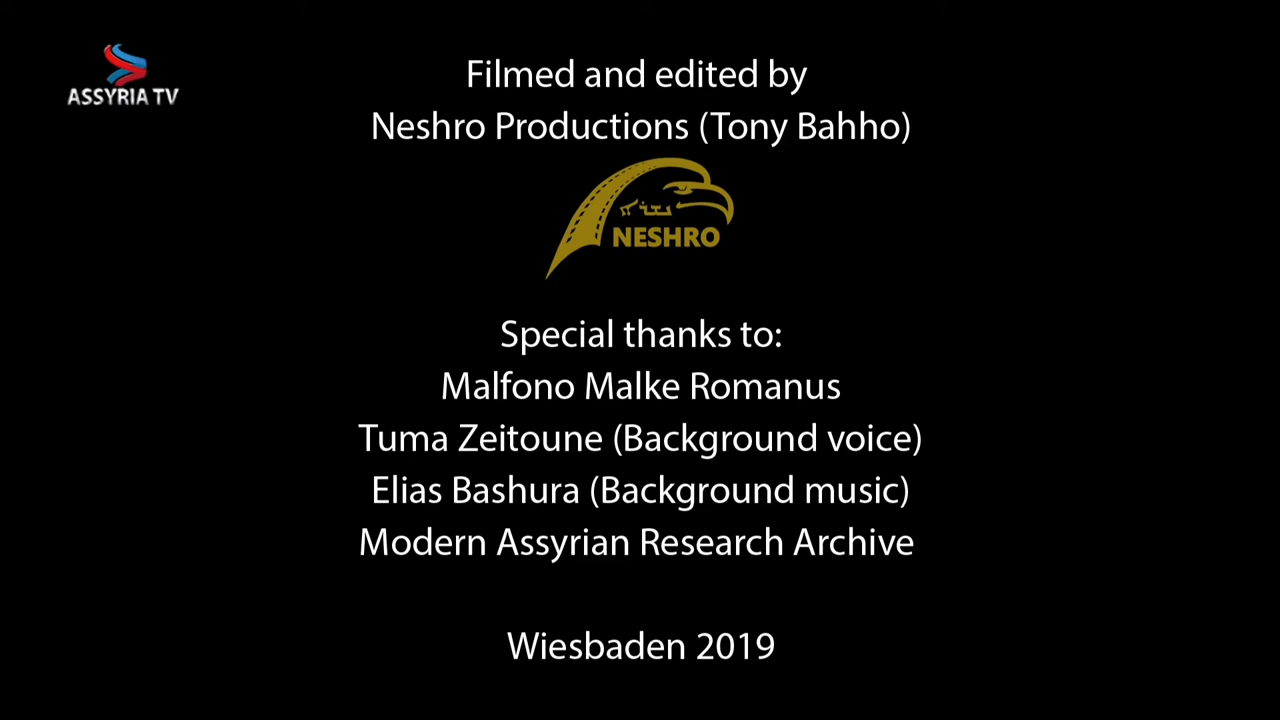 ASSYRIA TV
Filmed and edited by
Neshro Productions (Tony Bahho)
NESHRO
Special thanks to:
Malfono Malke Romanus
Tuma Zeitoune (Background voice)
Elias Bashura (Background music)
Modern Assyrian Research Archive
Wiesbaden 2019